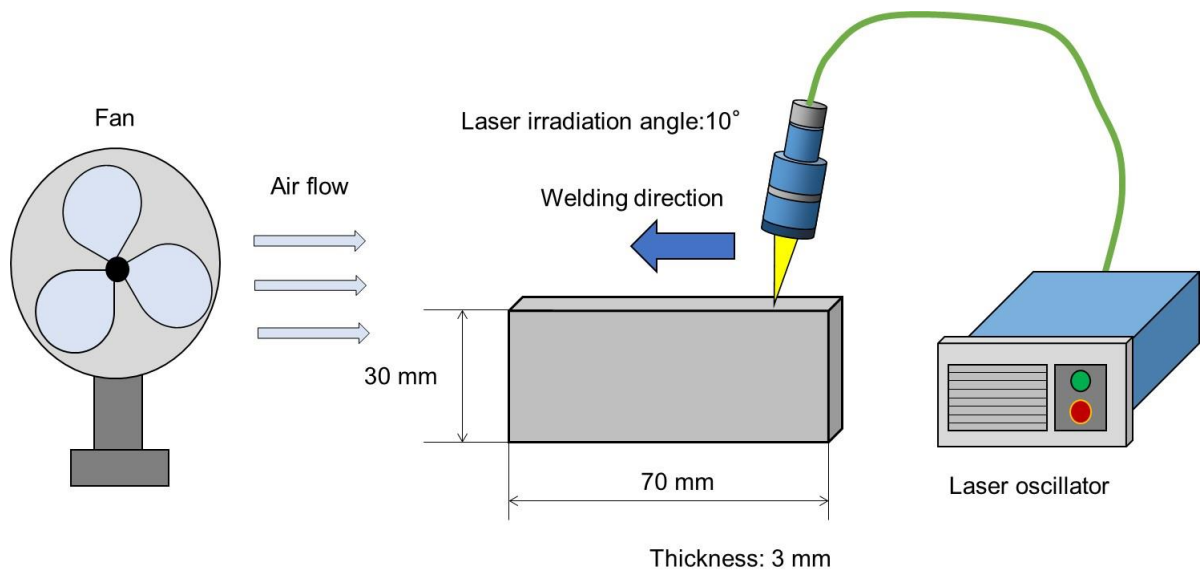 Fan
Laser irradiation angle:10°
Air flow
Welding direction
30 mm
70 mm
Laser oscillator
Thickness: 3 mm